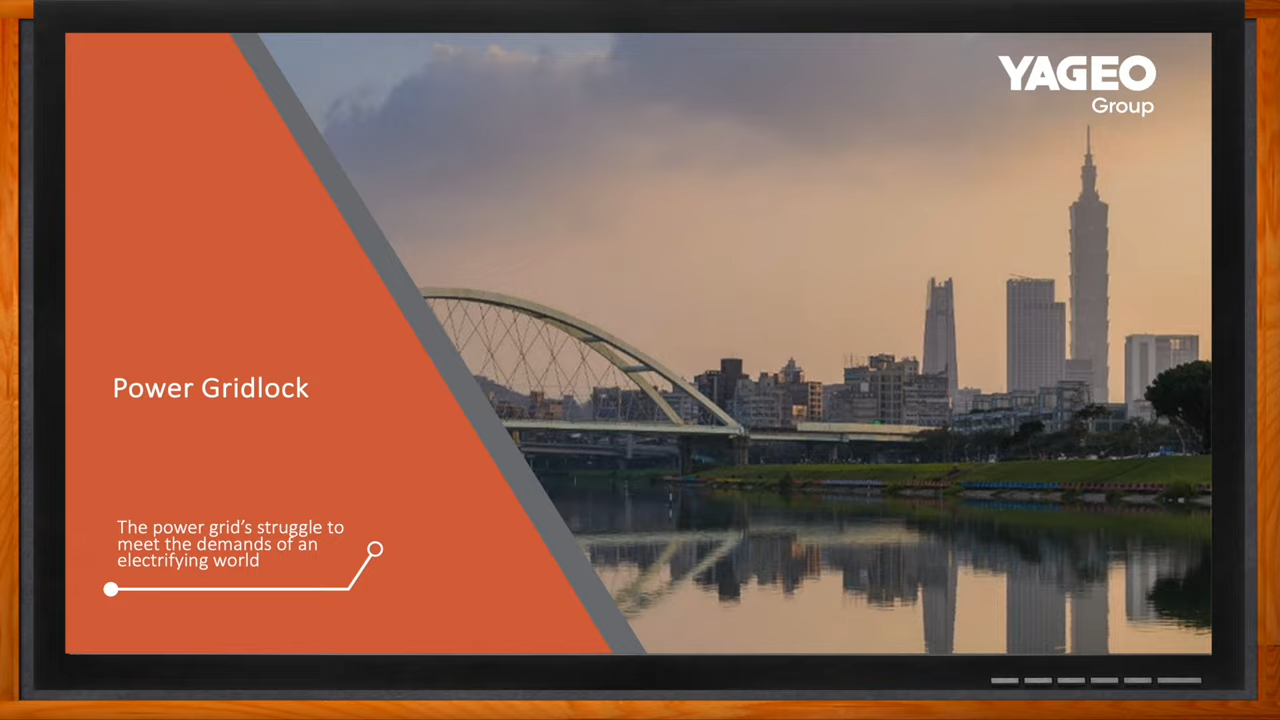 YAGEO
Group
Power Gridlock
The power grid's struggle to
meet the demands of an
electrifying world